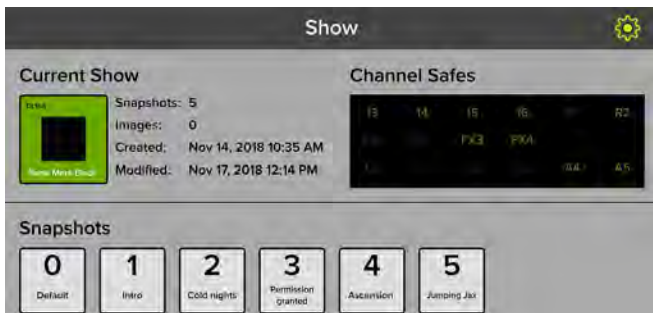 Show
Current Show
Snapshots: 5
Images: 0
Created: Nov 14, 2018 10:35 AM
Modified: Nov 17, 2018 12:14 PM
Channel Safes
13 14 15 16 R2
FX3 FX4
A4 A5
Snapshots
0
Default
1
Intro
2
Cold nights
3
Permission
granted
4
Ascension
5
Jumping Jax